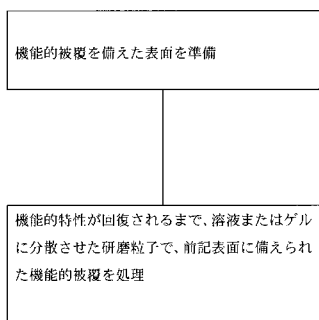 機能的被覆を備えた表面を準備
機能的特性が回復されるまで、溶液またはゲル
に分散させた研磨粒子で、前記表面に備えられ
た機能的被覆を処理